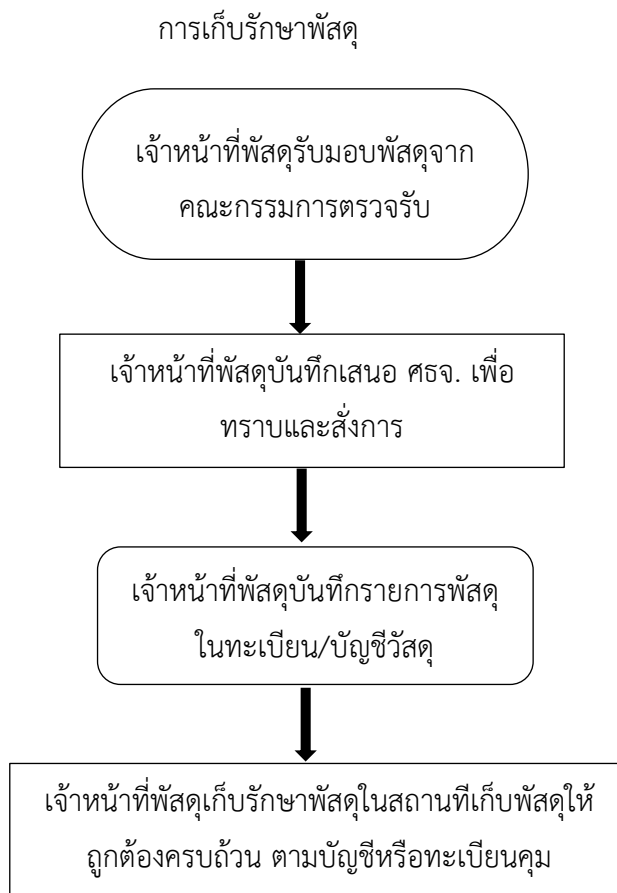 การเก็บรักษาพัสดุ
เจ้าหน้าที่พัสดุรับมอบพัสดุจาก
คณะกรรมการตรวจรับ
เจ้าหน้าที่พัสดุบันทึกเสนอ ศธจ. เพื่อ
ทราบและสั่งการ
เจ้าหน้าที่พัสดุบันทึกรายการพัสดุ
ในทะเบียน/บัญชีวัสดุ
เจ้าหน้าที่พัสดุเก็บรักษาพัสดุในสถานทีเก็บพัสดุให้
ถูกต้องครบถ้วน ตามบัญชีหรือทะเบียนคุม